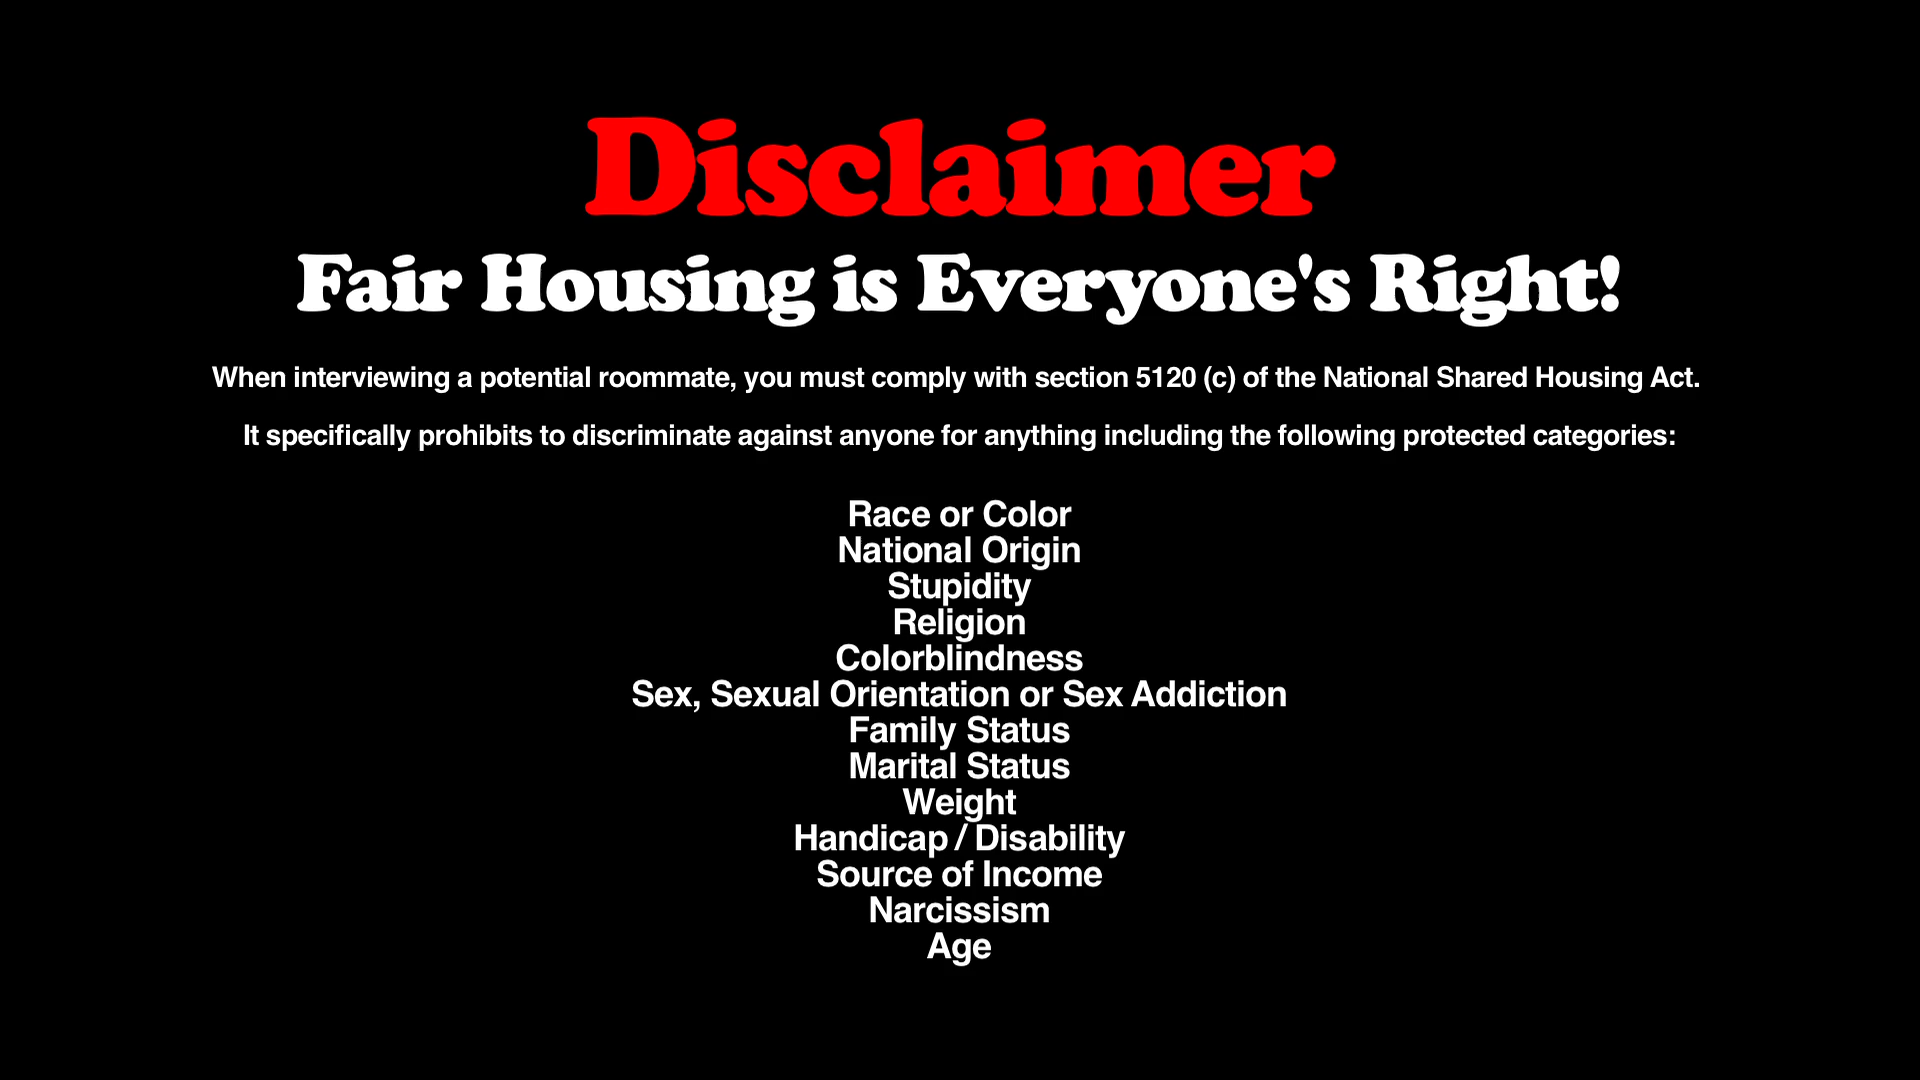 Disclaimer
Fair Housing is Everyone's Right!
When interviewing a potential roommate, you must comply with section 5120 (c) of the National Shared Housing Act.
It specifically prohibits to discriminate against anyone for anything including the following protected categories:
Race or Color
National Origin
Stupidity
Religion
Colorblindness
Sex, Sexual Orientation or Sex Addiction
Family Status
Marital Status
Weight
Handicap / Disability
Source of Income
Narcissism
Age